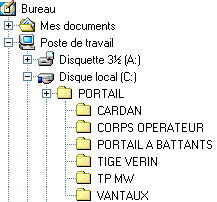 Bureau
Mes documents
Poste de travail
Disquette 3½ (A:)
Disque local (C:)
PORTAIL
CARDAN
CORPS OPERATEUR
PORTAIL A BATTANTS
TIGE VERIN
TP MW
VANTAUX